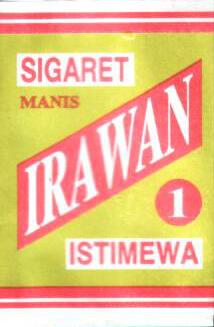 SIGARET
MANIS
IRAWAN
1
ISTIMEWA